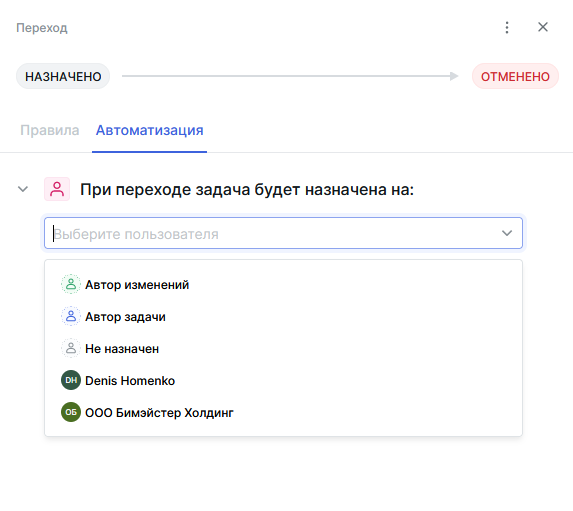 Переход
НАЗНАЧЕНО
ОТМЕНЕНО
Правила
Автоматизация
При переходе задача будет назначена на:
Выберите пользователя
Автор изменений
Автор задачи
Не назначен
DH Denis Homenko
ОБ ООО Бимэйстер Холдинг